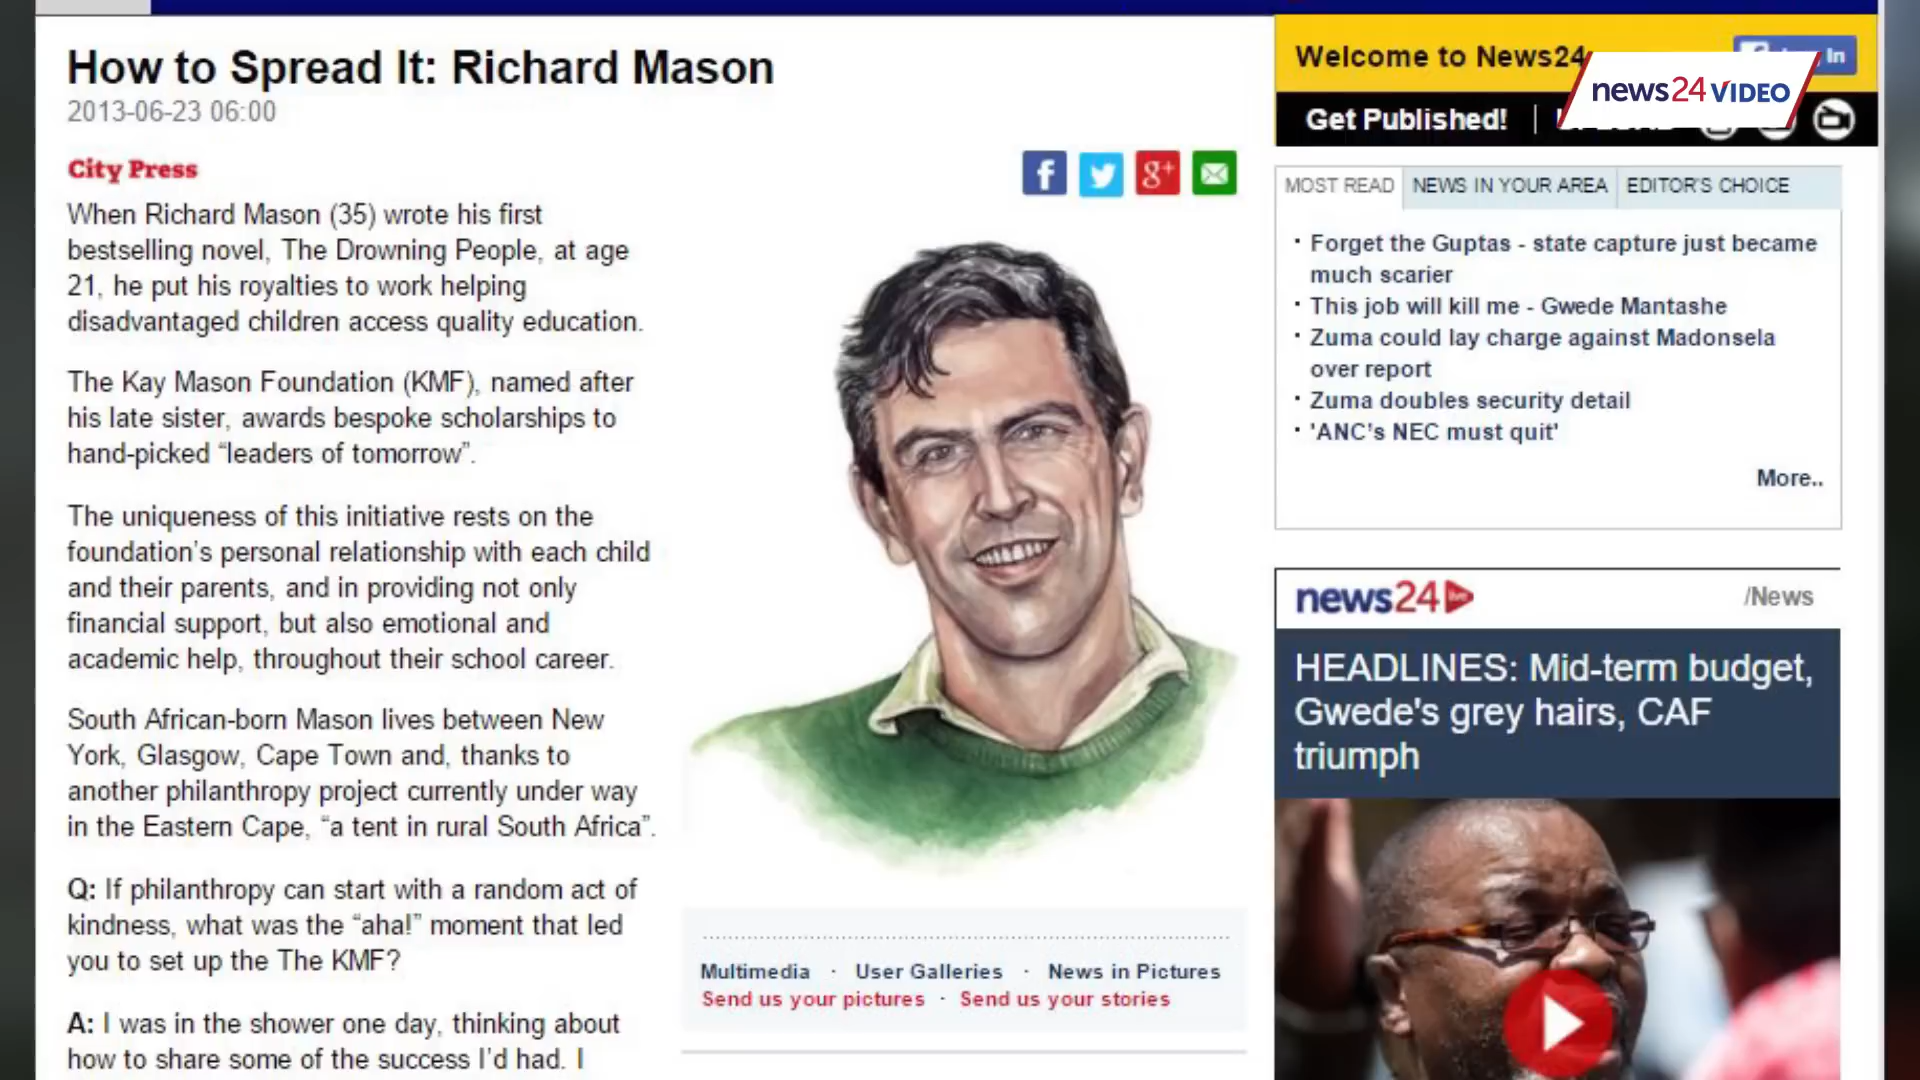 How to Spread It: Richard Mason
2013-06-23 06:00
City Press
When Richard Mason (35) wrote his first
bestselling novel, The Drowning People, at age
21, he put his royalties to work helping
disadvantaged children access quality education.
The Kay Mason Foundation (KMF), named after
his late sister, awards bespoke scholarships to
hand-picked “leaders of tomorrow”.
The uniqueness of this initiative rests on the
foundation’s personal relationship with each child
and their parents, and in providing not only
financial support, but also emotional and
academic help, throughout their school career.
South African-born Mason lives between New
York, Glasgow, Cape Town and, thanks to
another philanthropy project currently under way
in the Eastern Cape, “a tent in rural South Africa”.
Q: If philanthropy can start with a random act of
kindness, what was the “aha!” moment that led
you to set up the The KMF?
A: I was in the shower one day, thinking about
how to share some of the success I’d had. I
f
g+
Multimedia · User Galleries · News in Pictures
Send us your pictures · Send us your stories
Welcome to News24
In
news24 VIDEO
Get Published!
MOST READ NEWS IN YOUR AREA EDITOR'S CHOICE
· Forget the Guptas - state capture just became
much scarier
· This job will kill me - Gwede Mantashe
· Zuma could lay charge against Madonsela
over report
· Zuma doubles security detail
· 'ANC's NEC must quit'
More..
news24 live /News
HEADLINES: Mid-term budget,
Gwede's grey hairs, CAF
triumph